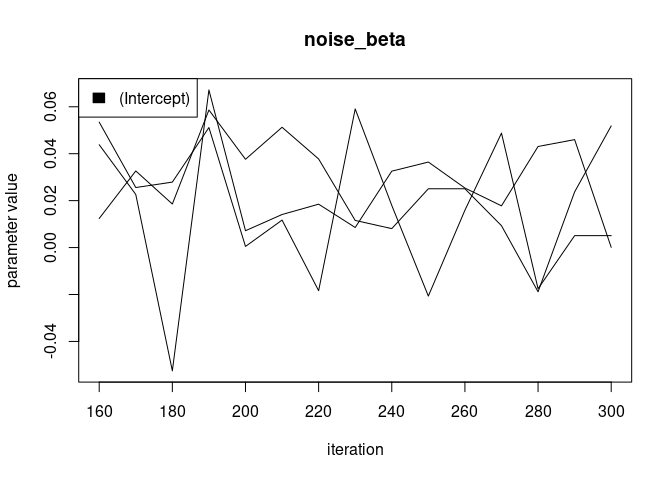 noise_beta
(Intercept)
parameter value
0.06
0.04
0.02
0.00
-0.04
160 180 200 220 240 260 280 300
iteration